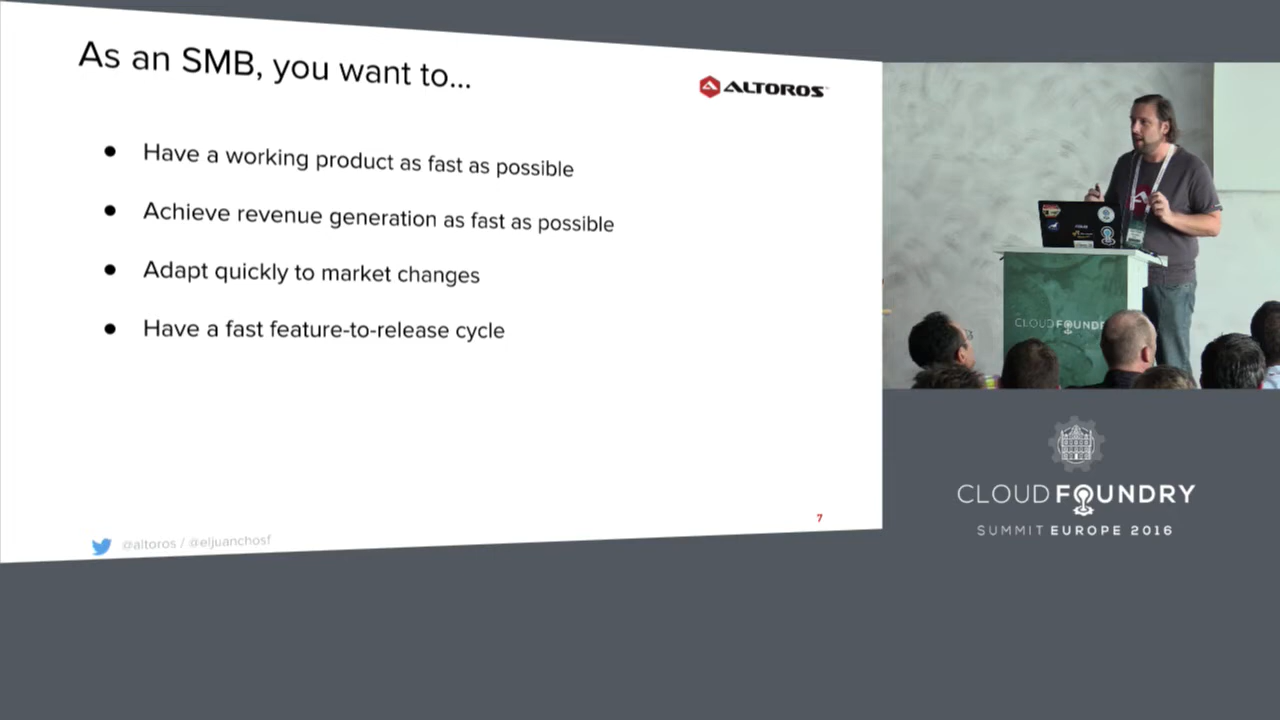 As an SMB, you want to...
ALTOROS
● Have a working product as fast as possible
● Achieve revenue generation as fast as possible
● Adapt quickly to market changes
● Have a fast feature-to-release cycle
7
@altoros / @eljuanchosf
CLOUD FOUNDRY
SUMMIT EUROPE 2016